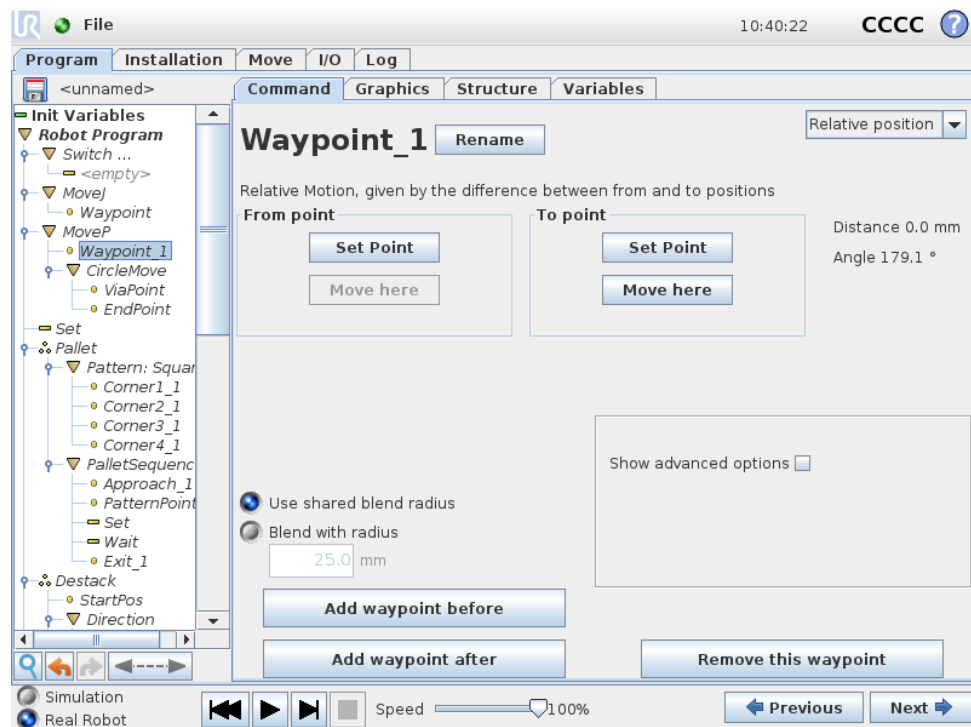 UR File 10:40:22 CCCC ?
Program Installation Move I/O Log
<unnamed> Command Graphics Structure Variables
Init Variables
Robot Program
Switch ...
<empty>
MoveJ
Waypoint
MoveP
Waypoint_1
CircleMove
ViaPoint
EndPoint
Set
Pallet
Pattern: Squar
Corner1_1
Corner2_1
Corner3_1
Corner4_1
PalletSequenc
Approach_1
PatternPoint
Set
Wait
Exit_1
Destack
StartPos
Direction
Waypoint_1 Rename Relative position
Relative Motion, given by the difference between from and to positions
From point To point
Set Point Set Point Distance 0.0 mm
Angle 179.1 °
Move here Move here
Show advanced options
Use shared blend radius
Blend with radius
25.0 mm
Add waypoint before
Add waypoint after Remove this waypoint
Simulation
Real Robot
Speed 100% Previous Next